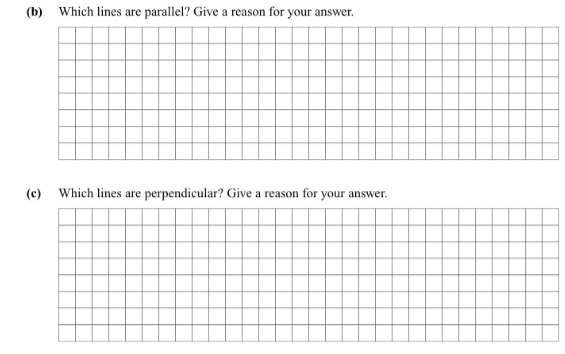 (b) Which lines are parallel? Give a reason for your answer.
(c) Which lines are perpendicular? Give a reason for your answer.